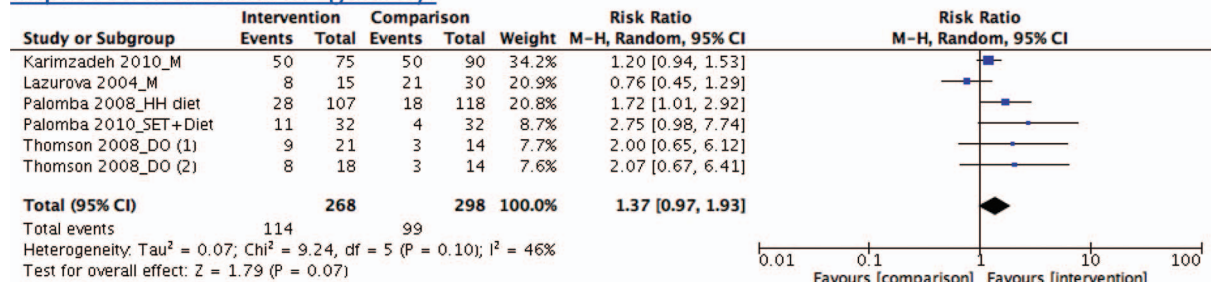 Intervention Comparison Risk Ratio Risk Ratio
Study or Subgroup Events Total Events Total Weight M-H, Random, 95% CI M-H, Random, 95% CI
Karimzadeh 2010_M 50 75 50 90 34.2% 1.20 [0.94, 1.53]
Lazurova 2004_M 8 15 21 30 20.9% 0.76 [0.45, 1.29]
Palomba 2008_HH diet 28 107 18 118 20.8% 1.72 [1.01, 2.92]
Palomba 2010_SET+Diet 11 32 4 32 8.7% 2.75 [0.98, 7.74]
Thomson 2008_DO (1) 9 21 3 14 7.7% 2.00 [0.65, 6.12]
Thomson 2008_DO (2) 8 18 3 14 7.6% 2.07 [0.67, 6.41]
Total (95% CI) 268 298 100.0% 1.37 [0.97, 1.93]
Total events 114 99
Heterogeneity: Tau² = 0.07; Chi² = 9.24, df = 5 (P = 0.10); I² = 46%
Test for overall effect: Z = 1.79 (P = 0.07)
0.01 0.1 1 10 100
Favours [comparison] Favours [intervention]